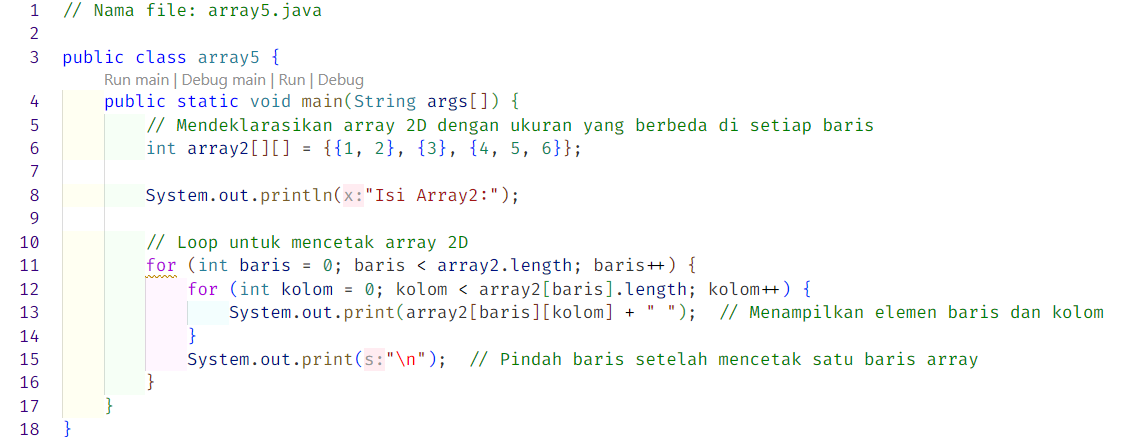 1 // Nama file: array5.java
2
3 public class array5 {
Run main | Debug main | Run | Debug
4 public static void main(String args[]) {
5 // Mendeklarasikan array 2D dengan ukuran yang berbeda di setiap baris
6 int array2[][] = {{1, 2}, {3}, {4, 5, 6}};
7
8 System.out.println(x:"Isi Array2:");
9
10 // Loop untuk mencetak array 2D
11 for (int baris = 0; baris < array2.length; baris++) {
12 for (int kolom = 0; kolom < array2[baris].length; kolom++) {
13 System.out.print(array2[baris][kolom] + " "); // Menampilkan elemen baris dan kolom
14 }
15 System.out.print(s:"\n"); // Pindah baris setelah mencetak satu baris array
16 }
17 }
18 }